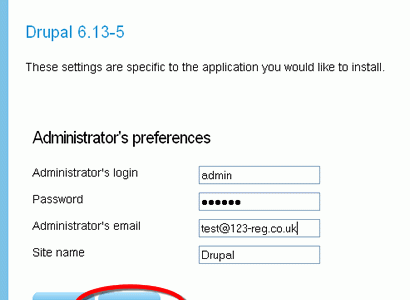 Drupal 6.13-5
These settings are specific to the application you would like to install.
Administrator's preferences
Administrator's login admin
Password ●●●●●●
Administrator's email test@123-reg.co.uk
Site name Drupal